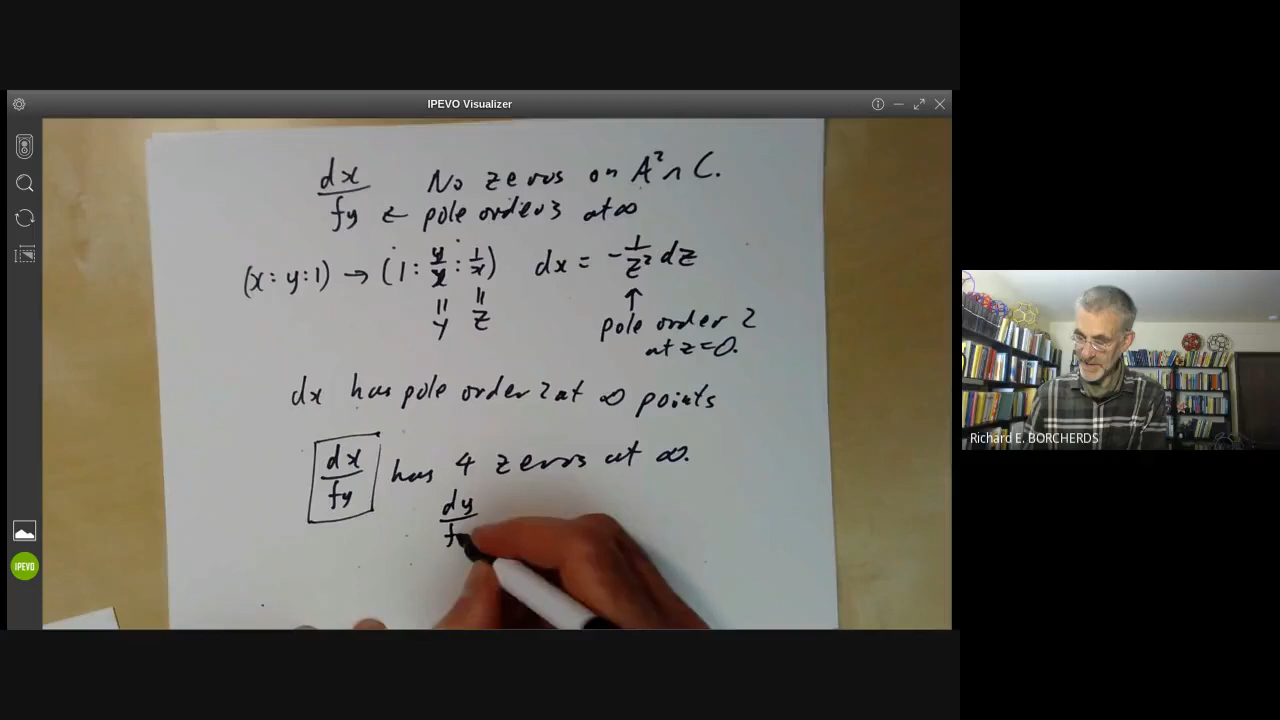 IPEVO Visualizer
dx/fy No zeros on A² ∩ C.
← pole order 3 at ∞
(x : y : 1) → (1 : y/x : 1/x) dx = -1/z² dz
|| ||
y z
↑
pole order 2
at z=0.
dx has pole order 2 at ∞ points
dx/fy has 4 zeros at ∞.
dy/f
Richard E. BORCHERDS
IPEVO